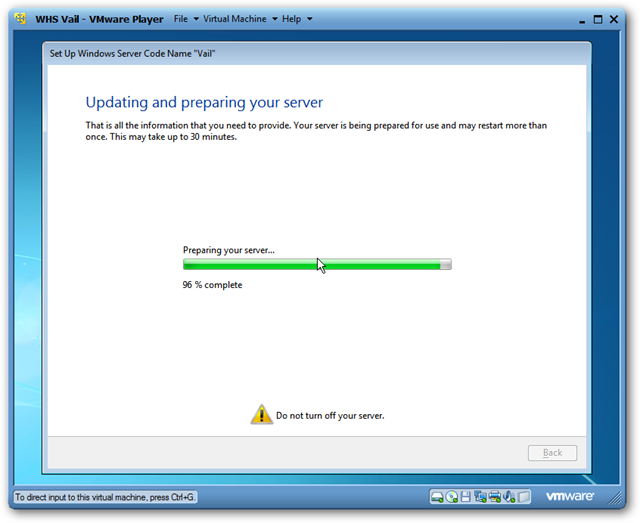 WHS Vail - VMware Player File Virtual Machine Help
Set Up Windows Server Code Name "Vail"
Updating and preparing your server
That is all the information that you need to provide. Your server is being prepared for use and may restart more than
once. This may take up to 30 minutes.
Preparing your server...
96 % complete
Do not turn off your server.
Back
To direct input to this virtual machine, press Ctrl+G.
vmware